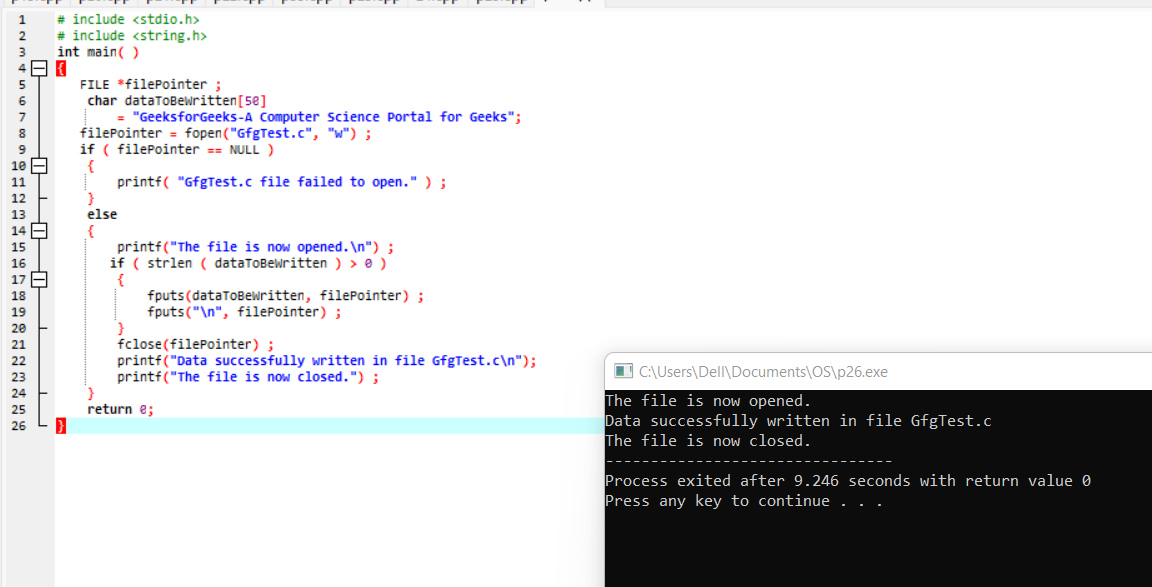 1 # include <stdio.h>
2 # include <string.h>
3 int main( )
4 {
5 FILE *filePointer ;
6 char dataToBeWritten[50]
7 = "GeeksforGeeks-A Computer Science Portal for Geeks";
8 filePointer = fopen("GfgTest.c", "w") ;
9 if ( filePointer == NULL )
10 {
11 printf( "GfgTest.c file failed to open." ) ;
12 }
13 else
14 {
15 printf("The file is now opened.\n") ;
16 if ( strlen ( dataToBeWritten ) > 0 )
17 {
18 fputs(dataToBeWritten, filePointer) ;
19 fputs("\n", filePointer) ;
20 }
21 fclose(filePointer) ;
22 printf("Data successfully written in file GfgTest.c\n");
23 printf("The file is now closed.") ;
24 }
25 return 0;
26 }
C:\Users\Dell\Documents\OS\p26.exe
The file is now opened.
Data successfully written in file GfgTest.c
The file is now closed.
--------------------------------
Process exited after 9.246 seconds with return value 0
Press any key to continue . . .